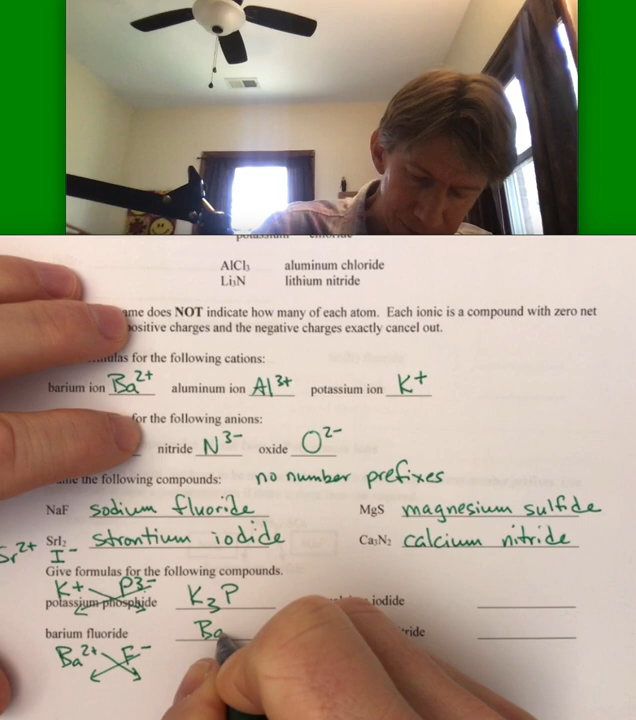 AlCl₃ aluminum chloride
Li₃N lithium nitride
ame does NOT indicate how many of each atom. Each ionic is a compound with zero net
ositive charges and the negative charges exactly cancel out.
ulas for the following cations:
barium ion Ba²⁺ aluminum ion Al³⁺ potassium ion K⁺
for the following anions:
nitride N³⁻ oxide O²⁻
the following compounds: no number prefixes
NaF sodium fluoride MgS magnesium sulfide
SrI₂ strontium iodide Ca₃N₂ calcium nitride
Sr²⁺ I⁻
Give formulas for the following compounds.
K⁺ P³⁻
potassium phosphide K₃P iodide
barium fluoride Ba ride
Ba²⁺ F⁻